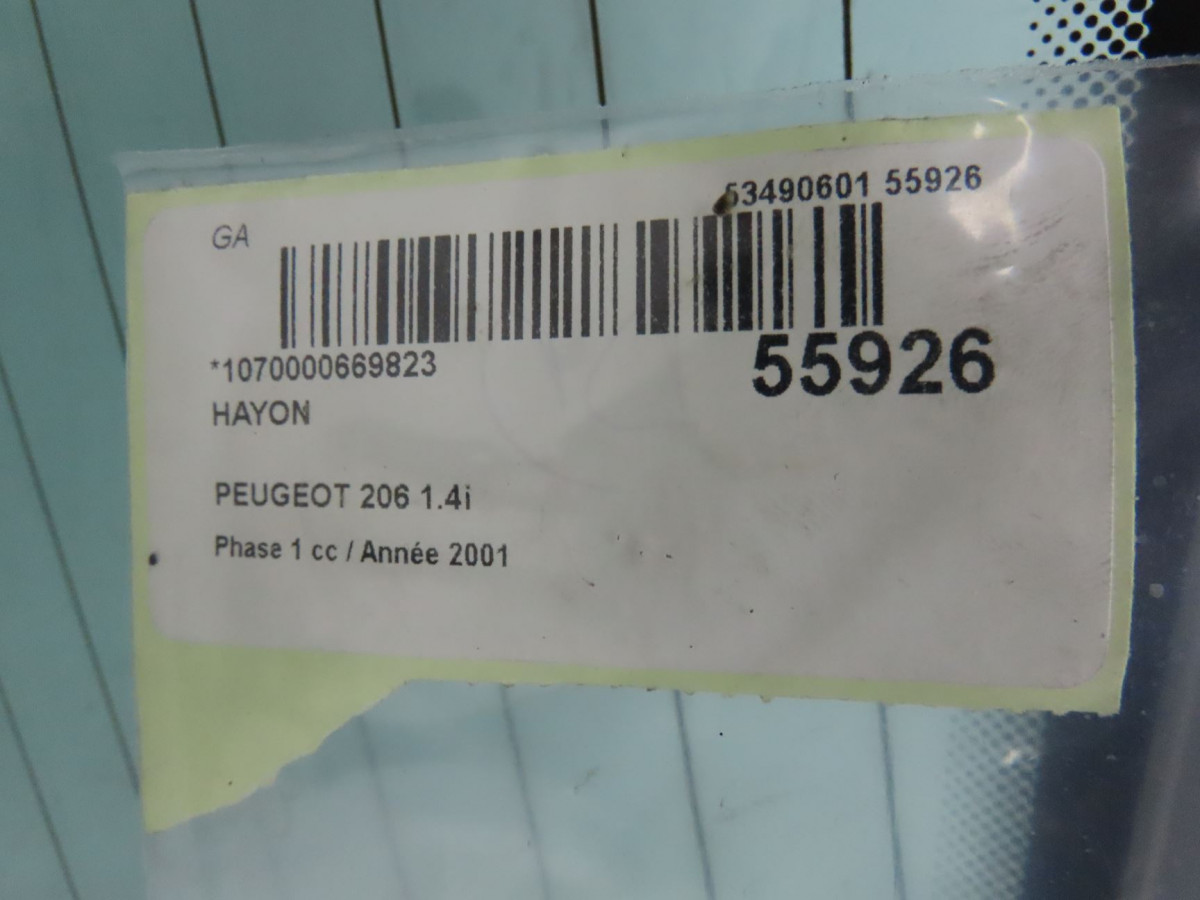 53490601 55926
GA
*1070000669823
55926
HAYON
PEUGEOT 206 1.4i
Phase 1 cc / Année 2001